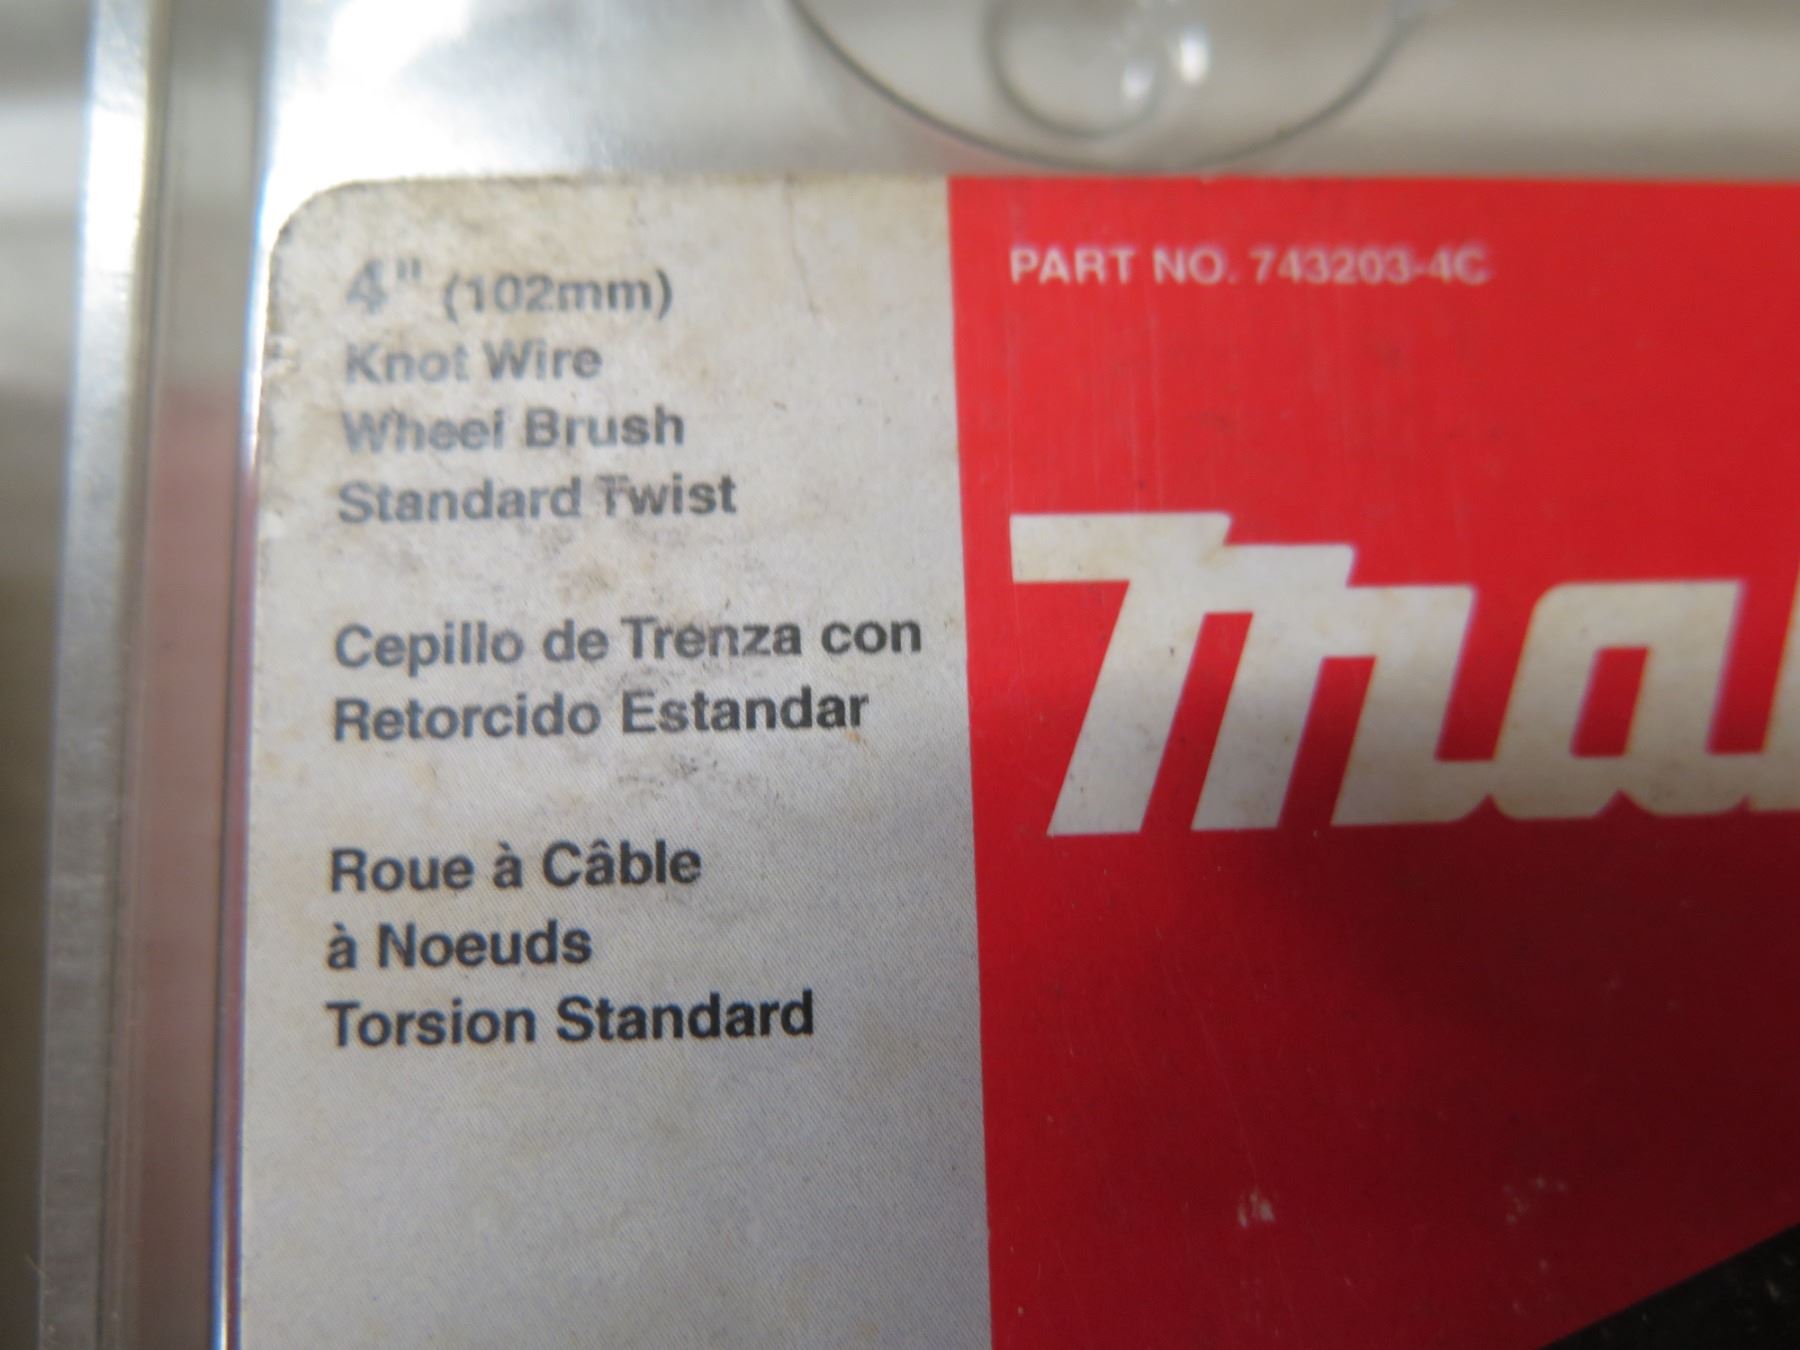 4" (102mm)
Knot Wire
Wheel Brush
Standard Twist
Cepillo de Trenza con
Retorcido Estandar
Roue à Câble
à Noeuds
Torsion Standard
PART NO. 743203-4C